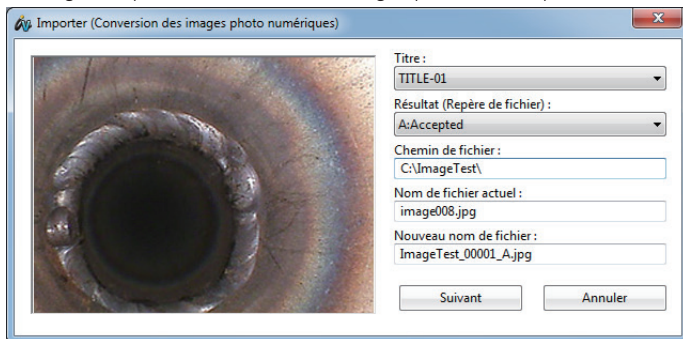 Importer (Conversion des images photo numériques)
Titre :
TITLE-01
Résultat (Repère de fichier) :
A:Accepted
Chemin de fichier :
C:\ImageTest\
Nom de fichier actuel :
image008.jpg
Nouveau nom de fichier :
ImageTest_00001_A.jpg
Suivant
Annuler